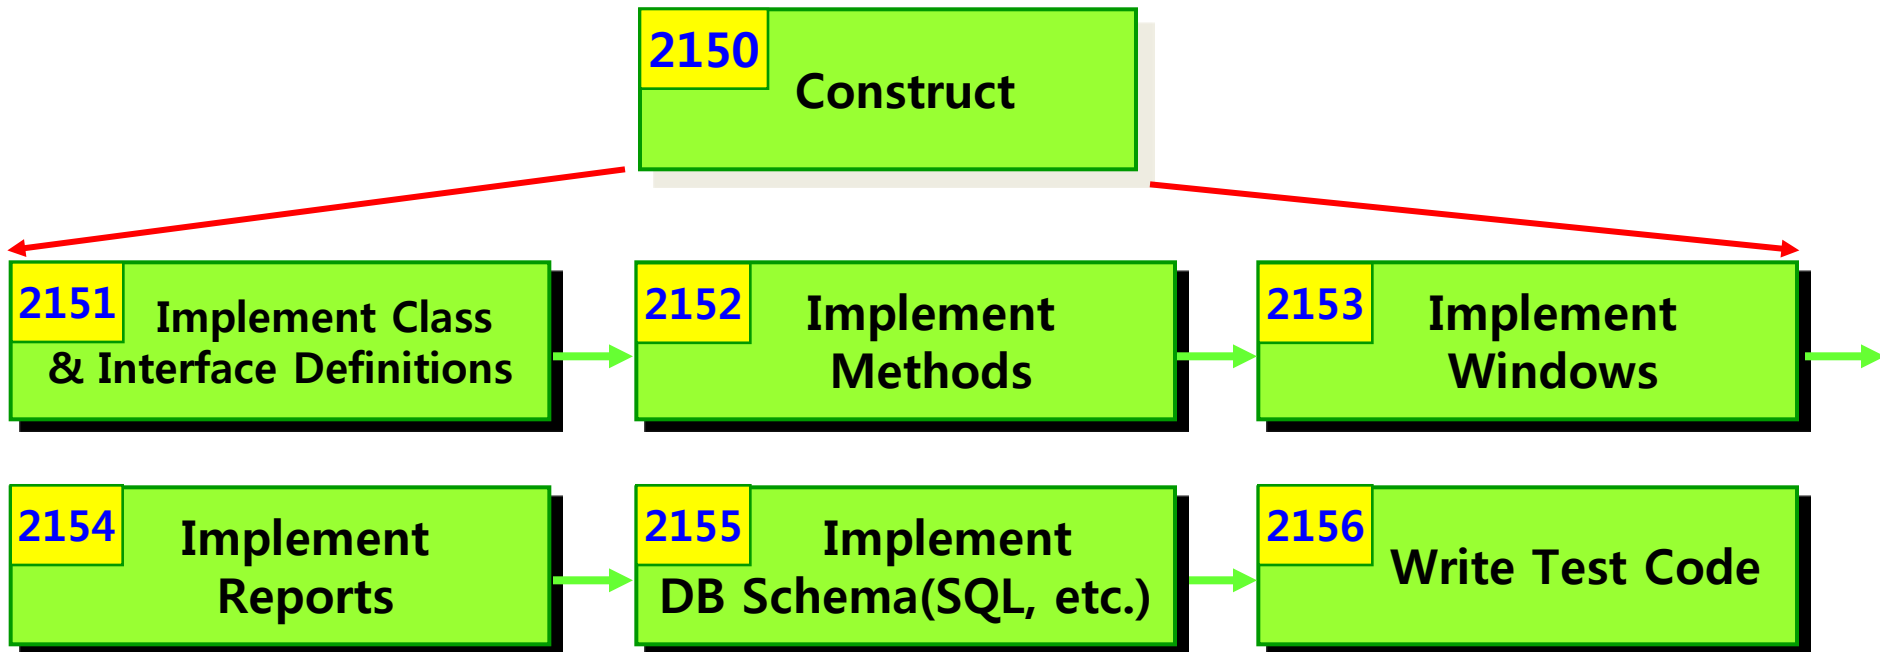 2150
Construct
2151
Implement Class
& Interface Definitions
2152
Implement
Methods
2153
Implement
Windows
2154
Implement
Reports
2155
Implement
DB Schema(SQL, etc.)
2156
Write Test Code